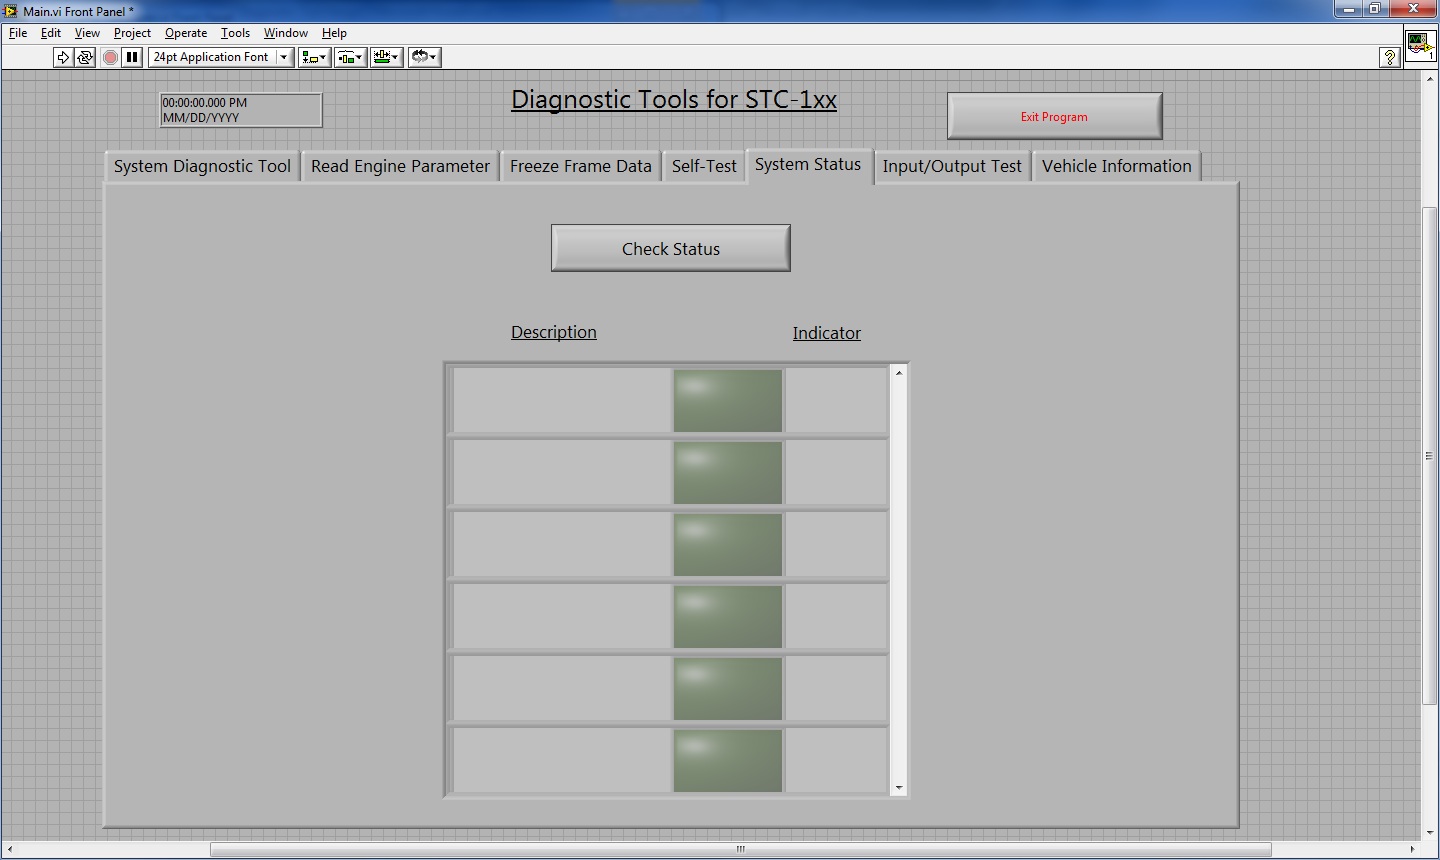 Main.vi Front Panel *
File Edit View Project Operate Tools Window Help
24pt Application Font
1
00:00:00.000 PM
MM/DD/YYYY
Diagnostic Tools for STC-1xx
Exit Program
System Diagnostic Tool Read Engine Parameter Freeze Frame Data Self-Test System Status Input/Output Test Vehicle Information
Check Status
Description Indicator